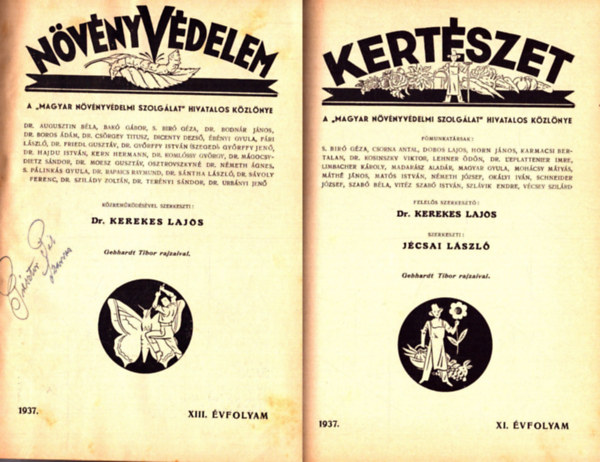 NÖVÉNYVÉDELEM
A „MAGYAR NÖVÉNYVÉDELMI SZOLGÁLAT" HIVATALOS KÖZLÖNYE
DR. AUGUSTIN BÉLA, BAKÓ GÁBOR, S. BIRÓ GÉZA, DR. BODNÁR JÁNOS,
DR. BOROS ÁDÁM, DR. CSÖRGEY TITUSZ, DICENTY DEZSŐ, ÉBÉNYI GYULA, FÁBI
LÁSZLÓ, DR. FRIEDL GUSZTÁV, DR. GYŐRFFY ISTVÁN (SZEGED), GYŐRFFY JENŐ,
DR. HAJDU ISTVÁN, KERN HERMANN, DR. KOMLÓSSY GYÖRGY, DR. MÁGOCSY-
DIETZ SÁNDOR, DR. MOESZ GUSZTÁV, OSZTROVSZKYNÉ DR. NÉMETH ÁGNES,
S. PÁLINKÁS GYULA, DR. RAPAICS RAYMUND, DR. SÁNTHA LÁSZLÓ, DR. SÁVOLY
FERENC, DR. SZILÁDY ZOLTÁN, DR. TERÉNYI SÁNDOR, DR. URBÁNYI JENŐ
KÖZREMŰKÖDÉSÉVEL SZERKESZTI:
Dr. KEREKES LAJOS
Gebhardt Tibor rajzaival.
1937.
XIII. ÉVFOLYAM
KERTÉSZET
A „MAGYAR NÖVÉNYVÉDELMI SZOLGÁLAT" HIVATALOS KÖZLÖNYE
FŐMUNKATÁRSAK:
S. BIRÓ GÉZA, CSORNA ANTAL, DOBOS LAJOS, HORN JÁNOS, KARMACSI BER-
TALAN, DR. KOSINSZKY VIKTOR, LEHNER ÖDÖN, DR. LEPLATTENIER IMRE,
LINBACHER KÁROLY, MADARÁSZ ALADÁR, MAGYAR GYULA, MOHÁCSY MÁTYÁS,
MÁTHÉ JÁNOS, MATÓS ISTVÁN, NÉMETH JÓZSEF, OKÁLYI IVÁN, SCHNEIDER
JÓZSEF, SZABÓ BÉLA, VITÉZ SZABÓ ISTVÁN, SZLÁVIK ENDRE, VÉCSEY SZILÁRD
FELELŐS SZERKESZTŐ:
Dr. KEREKES LAJOS
SZERKESZTI:
JÉCSAI LÁSZLÓ
Gebhardt Tibor rajzaival.
1937.
XI. ÉVFOLYAM